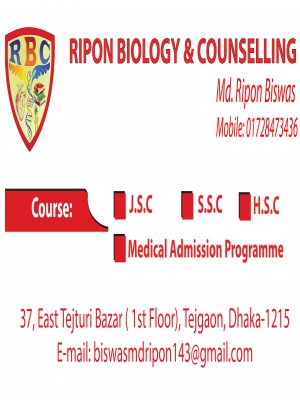 RBC
RIPON BIOLOGY & COUNSELLING
Md. Ripon Biswas
Mobile: 01728473436
Course:
J.S.C
S.S.C
H.S.C
Medical Admission Programme
37, East Tejturi Bazar ( 1st Floor), Tejgaon, Dhaka-1215
E-mail: biswasmdripon143@gmail.com